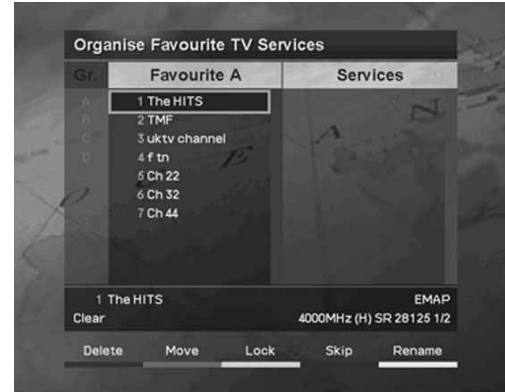 Organise Favourite TV Services
Gr. Favourite A Services
A 1 The HITS
B 2 TMF
C 3 uktv channel
D 4 f tn
5 Ch 22
6 Ch 32
7 Ch 44
N
E
1 The HITS EMAP
Clear 4000MHz (H) SR 28125 1/2
Delete Move Lock Skip Rename